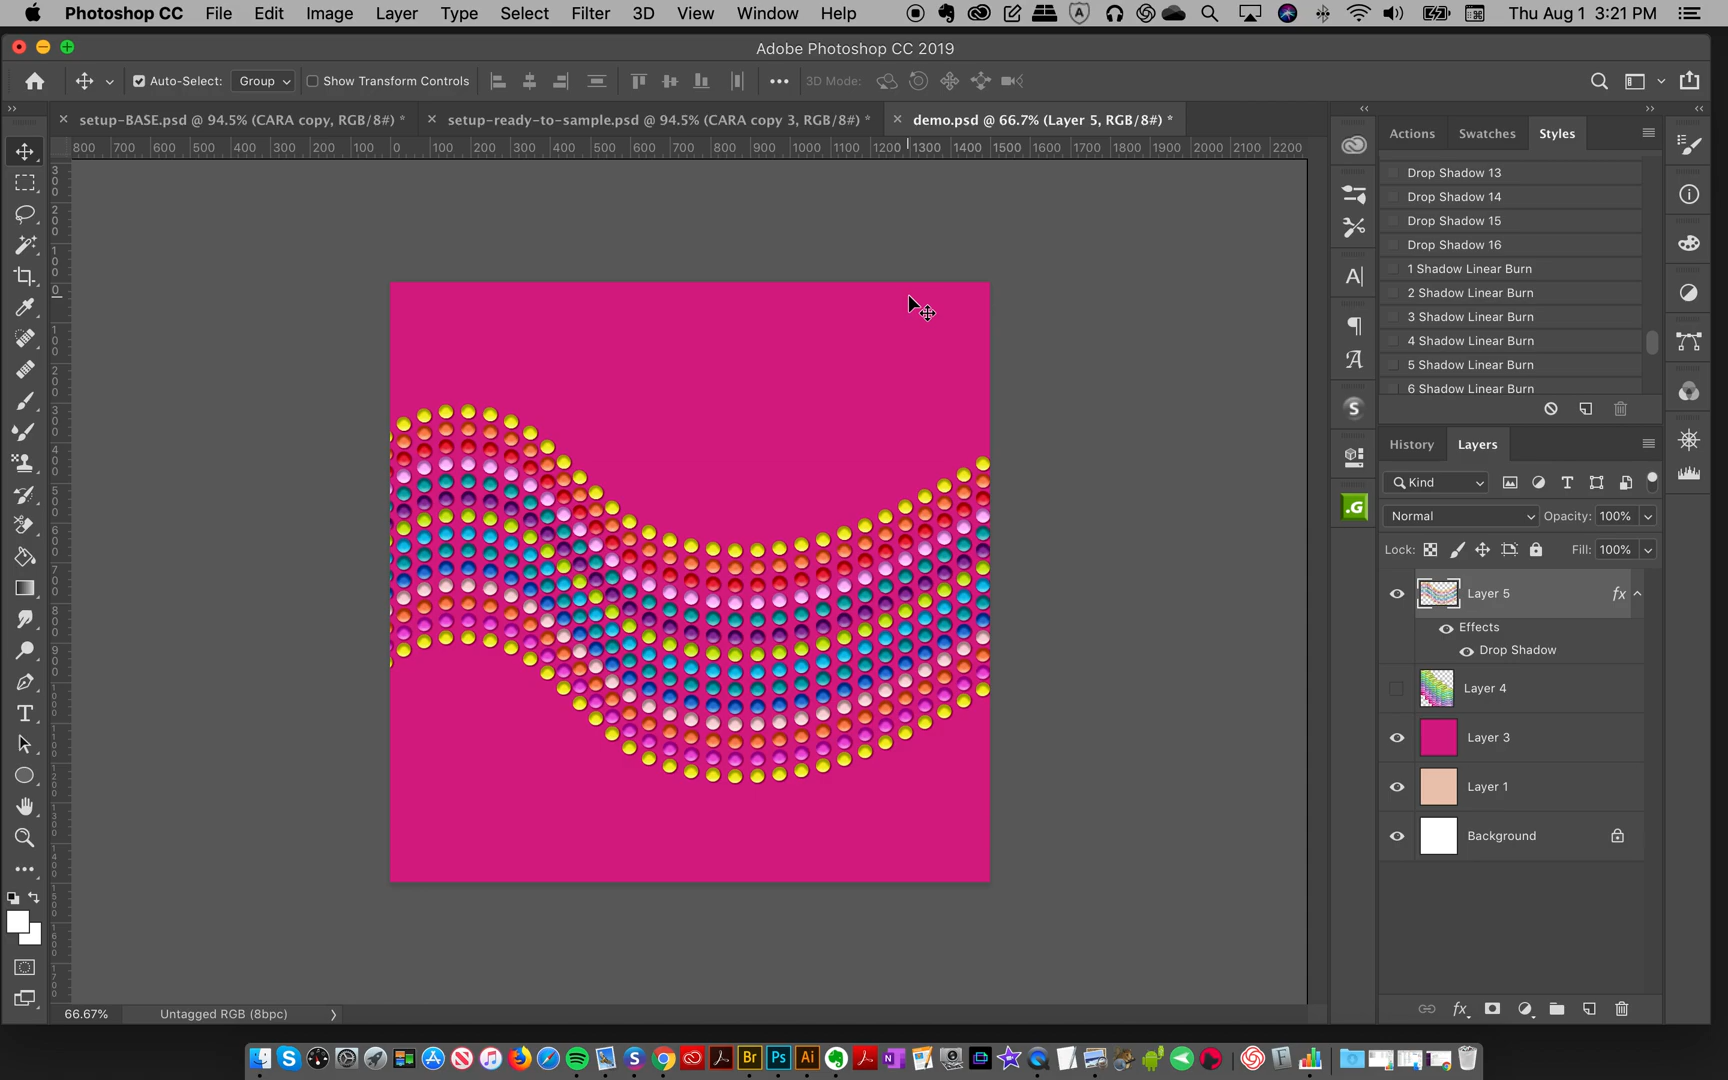 Photoshop CC File Edit Image Layer Type Select Filter 3D View Window Help Thu Aug 1 3:21 PM
Adobe Photoshop CC 2019
Auto-Select: Group Show Transform Controls 3D Mode:
setup-BASE.psd @ 94.5% (CARA copy, RGB/8#) * setup-ready-to-sample.psd @ 94.5% (CARA copy 3, RGB/8#) * demo.psd @ 66.7% (Layer 5, RGB/8#) *
800 700 600 500 400 300 200 100 0 100 200 300 400 500 600 700 800 900 1000 1100 1200 1300 1400 1500 1600 1700 1800 1900 2000 2100 2200
Actions Swatches Styles
Drop Shadow 13
Drop Shadow 14
Drop Shadow 15
Drop Shadow 16
1 Shadow Linear Burn
2 Shadow Linear Burn
3 Shadow Linear Burn
4 Shadow Linear Burn
5 Shadow Linear Burn
6 Shadow Linear Burn
History Layers
Kind
Normal Opacity: 100%
Lock: Fill: 100%
Layer 5 fx
Effects
Drop Shadow
Layer 4
Layer 3
Layer 1
Background
66.67% Untagged RGB (8bpc)
fx
Br Ps Ai